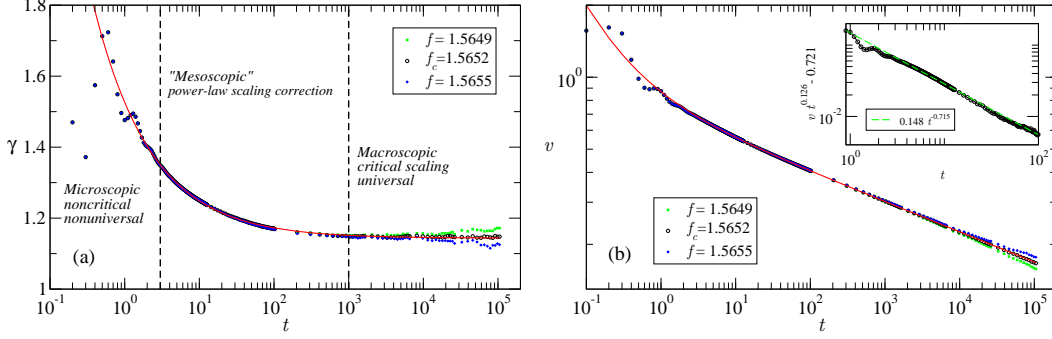 1.8
1.6
1.4
1.2
1
γ
f = 1.5649
f_c=1.5652
f = 1.5655
"Mesoscopic"
power-law scaling correction
Microscopic
noncritical
nonuniversal
Macroscopic
critical scaling
universal
(a)
10^-1 10^0 10^1 10^2 10^3 10^4 10^5
t
10^0
v
v t^0.126 - 0.721
10^-2
0.148 t^-0.715
10^0 10^1 10^2
t
f = 1.5649
f_c=1.5652
f = 1.5655
(b)
10^-1 10^0 10^1 10^2 10^3 10^4 10^5
t